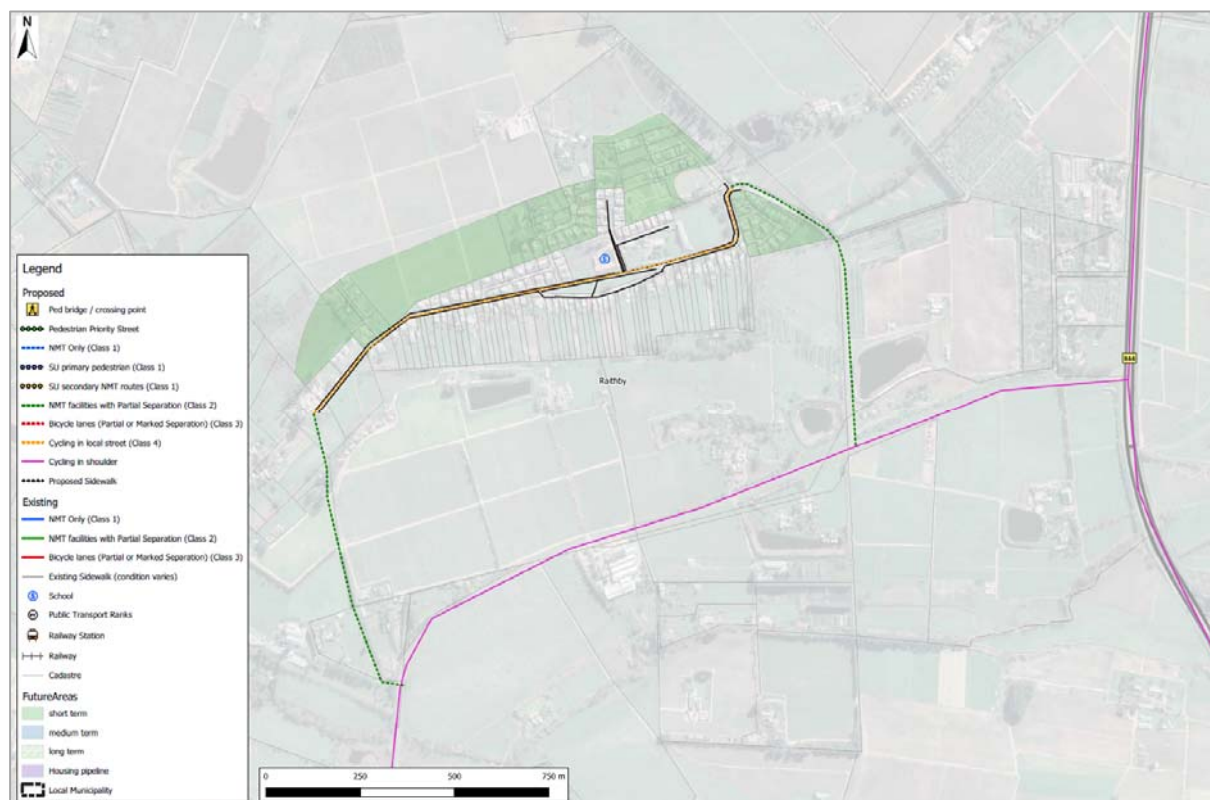 N
R44
Rathby
Legend
Proposed
Ped bridge / crossing point
Pedestrian Priority Street
NMT Only (Class 1)
SU primary pedestrian (Class 1)
SU secondary NMT routes (Class 1)
NMT facilities with Partial Separation (Class 2)
Bicycle lanes (Partial or Marked Separation) (Class 3)
Cycling in local street (Class 4)
Cycling in shoulder
Proposed Sidewalk
Existing
NMT Only (Class 1)
NMT facilities with Partial Separation (Class 2)
Bicycle lanes (Partial or Marked Separation) (Class 3)
Existing Sidewalk (condition varies)
School
Public Transport Ranks
Railway Station
Railway
Cadastre
FutureAreas
short term
medium term
long term
Housing pipeline
Local Municipality
0 250 500 750 m